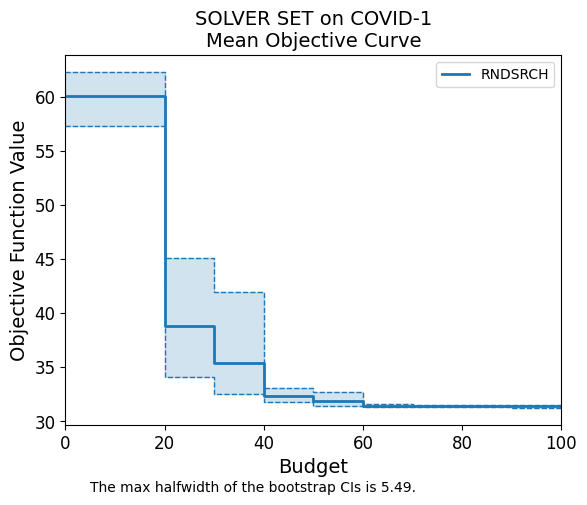 SOLVER SET on COVID-1
Mean Objective Curve
RNDSRCH
Objective Function Value
60
55
50
45
40
35
30
0 20 40 60 80 100
Budget
The max halfwidth of the bootstrap CIs is 5.49.